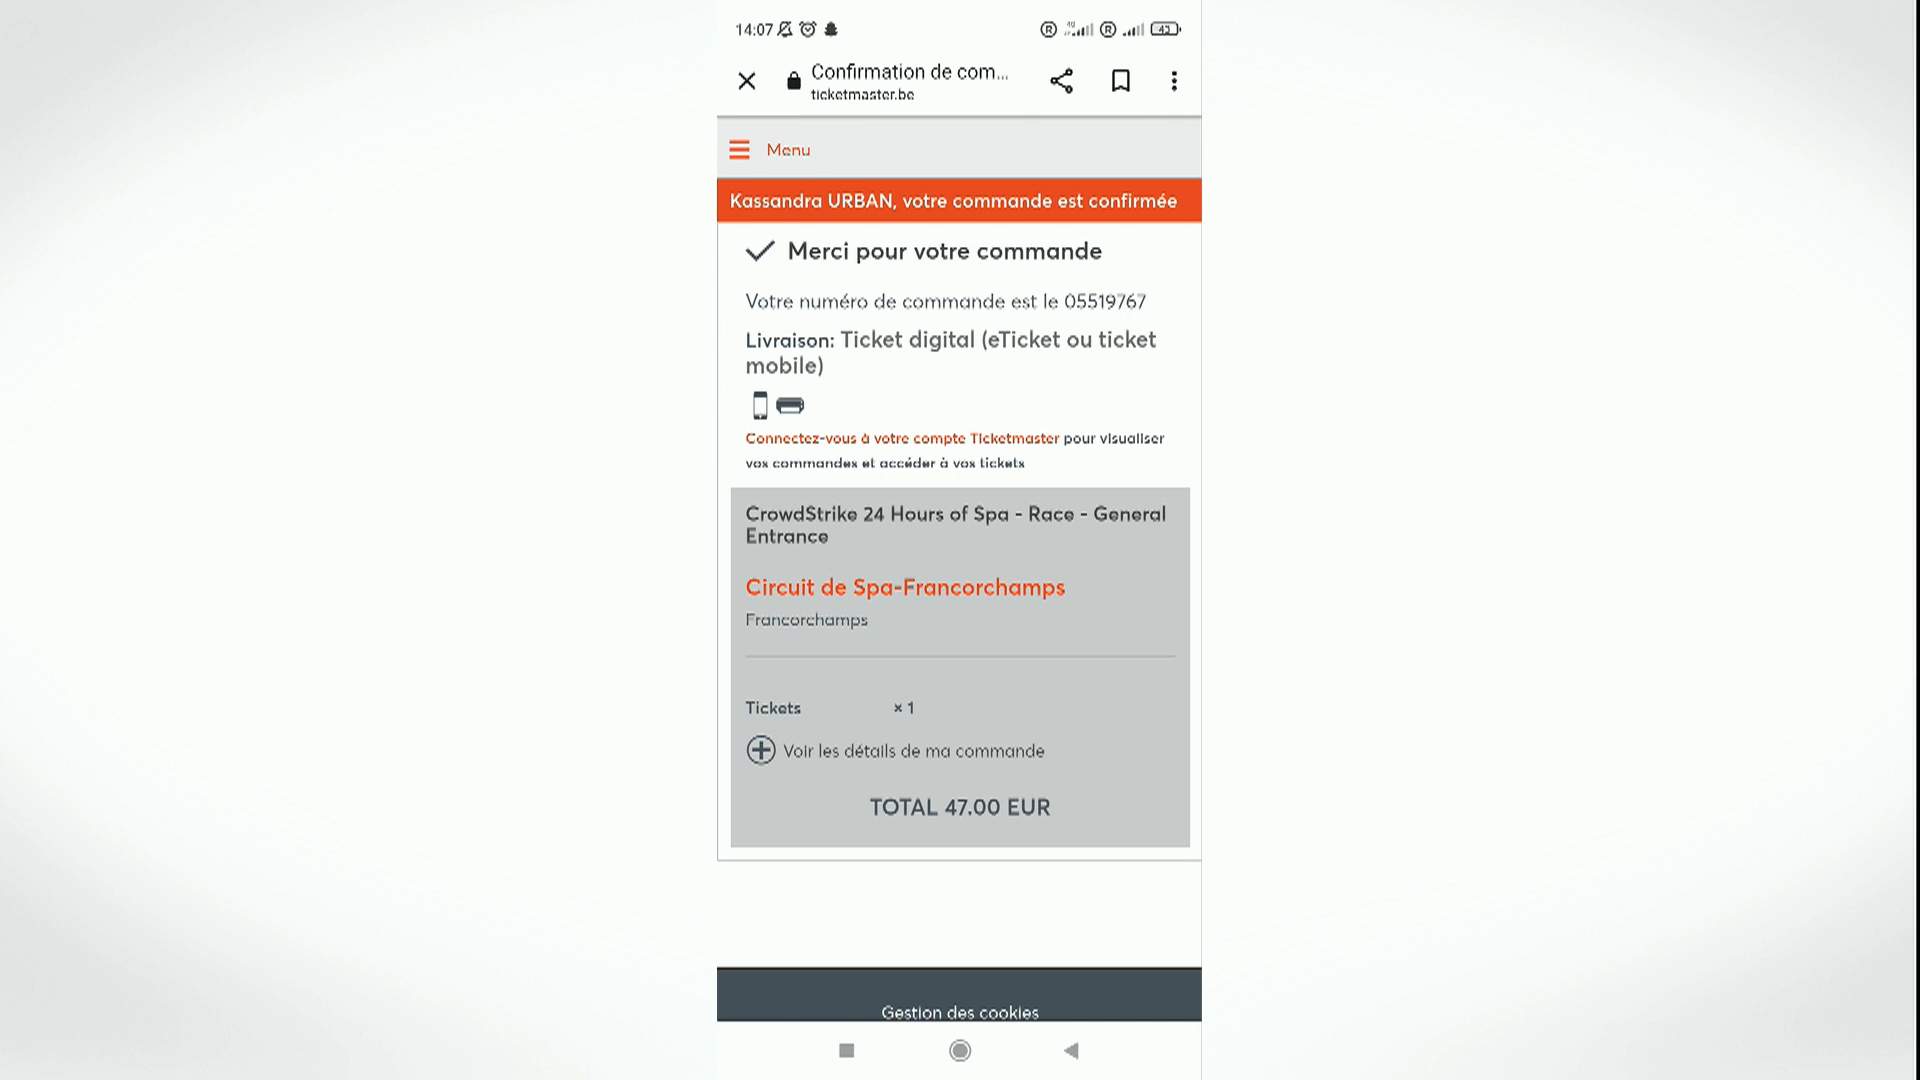 14:07
4G
43
Confirmation de com...
ticketmaster.be
Menu
Kassandra URBAN, votre commande est confirmée
Merci pour votre commande
Votre numéro de commande est le 05519767
Livraison: Ticket digital (eTicket ou ticket
mobile)
Connectez-vous à votre compte Ticketmaster pour visualiser
vos commandes et accéder à vos tickets
CrowdStrike 24 Hours of Spa - Race - General
Entrance
Circuit de Spa-Francorchamps
Francorchamps
Tickets × 1
Voir les détails de ma commande
TOTAL 47.00 EUR
Gestion des cookies